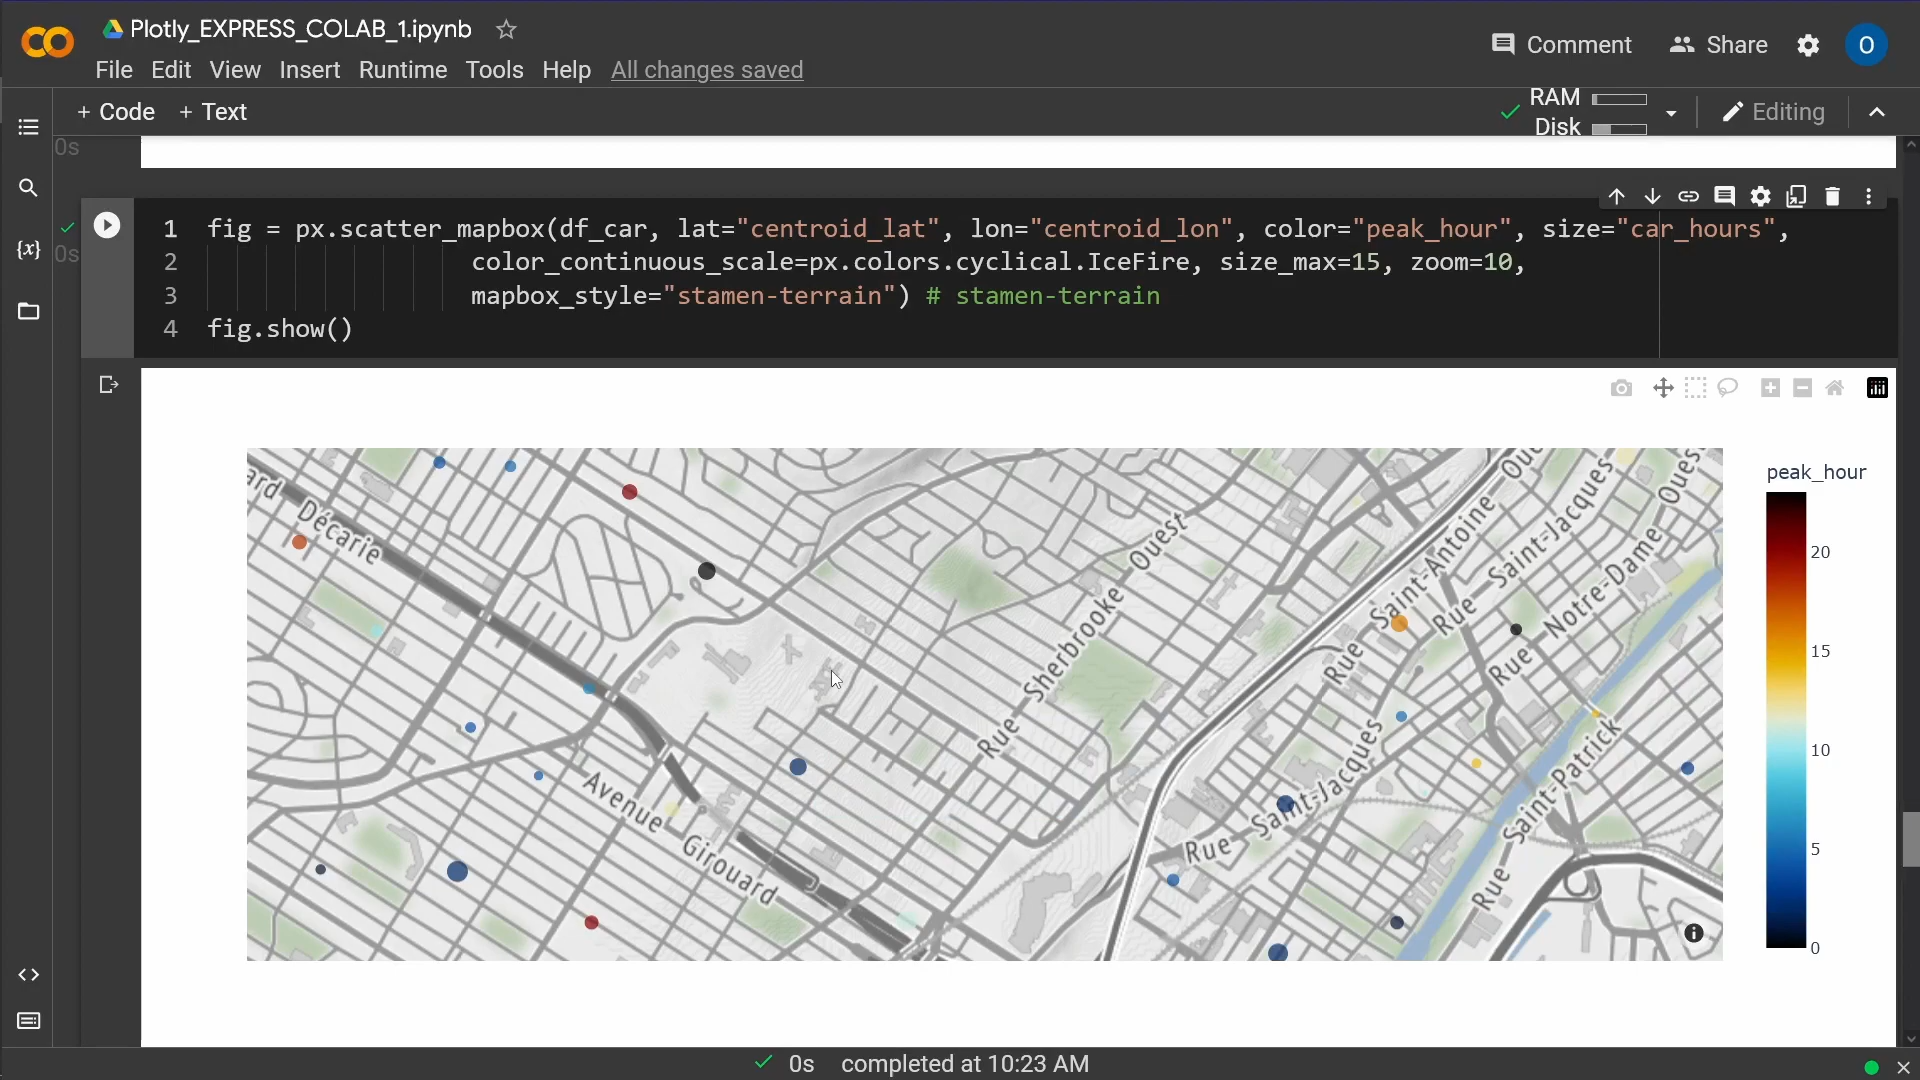 Plotly_EXPRESS_COLAB_1.ipynb
Comment
Share
O
File Edit View Insert Runtime Tools Help All changes saved
+ Code + Text
RAM
Disk
Editing
0s
{x}
0s
1 fig = px.scatter_mapbox(df_car, lat="centroid_lat", lon="centroid_lon", color="peak_hour", size="car_hours",
2 color_continuous_scale=px.colors.cyclical.IceFire, size_max=15, zoom=10,
3 mapbox_style="stamen-terrain") # stamen-terrain
4 fig.show()
ard Décarie
Avenue Girouard
Rue Sherbrooke Ouest
Rue Saint-Antoine Ou
Rue Saint-Jacques
Rue Notre-Dame Ouest
Rue Saint-Jacques
Rue Saint-Patrick
peak_hour
20
15
10
5
0
0s completed at 10:23 AM